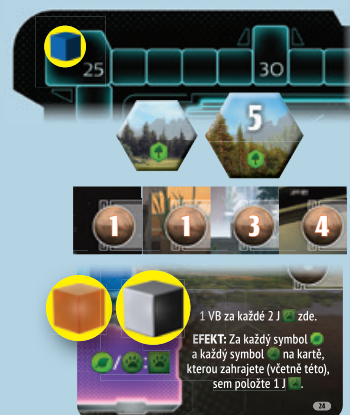 25
30
5
1 1 3 4
1 VB za každé 2 J zde.
EFEKT: Za každý symbol
a každý symbol na kartě,
kterou zahrajete (včetně této),
sem položte 1 J .
/ :
24